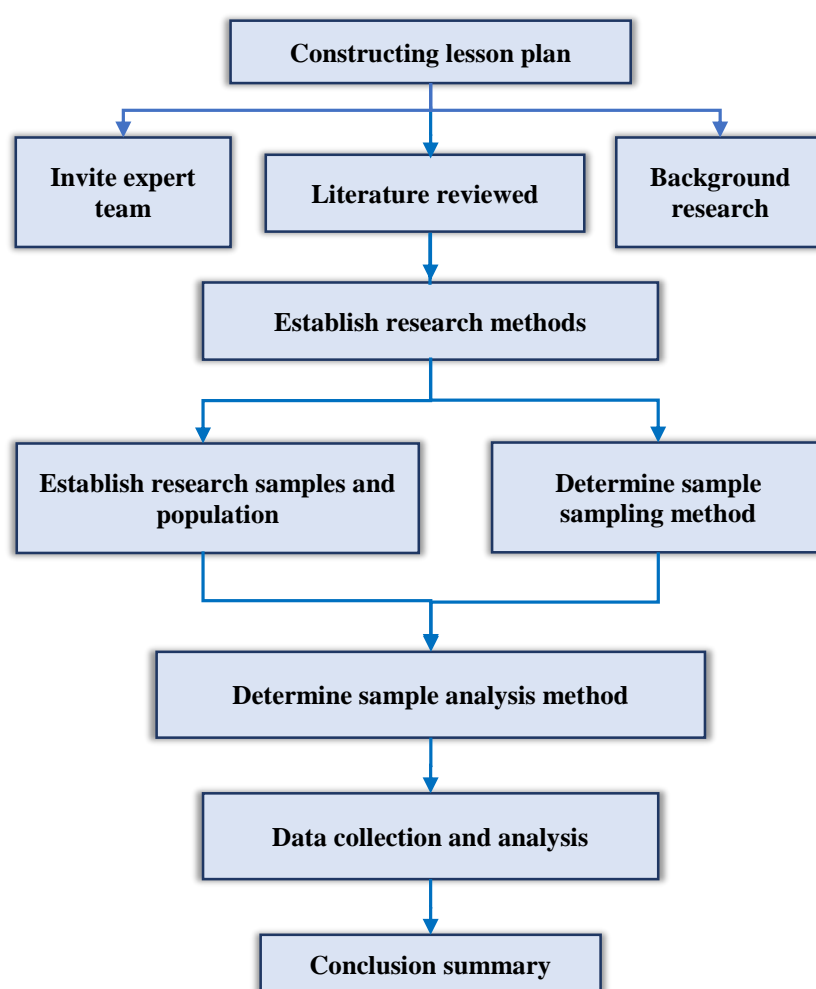 Constructing lesson plan
Invite expert
team
Literature reviewed
Background
research
Establish research methods
Establish research samples and
population
Determine sample
sampling method
Determine sample analysis method
Data collection and analysis
Conclusion summary